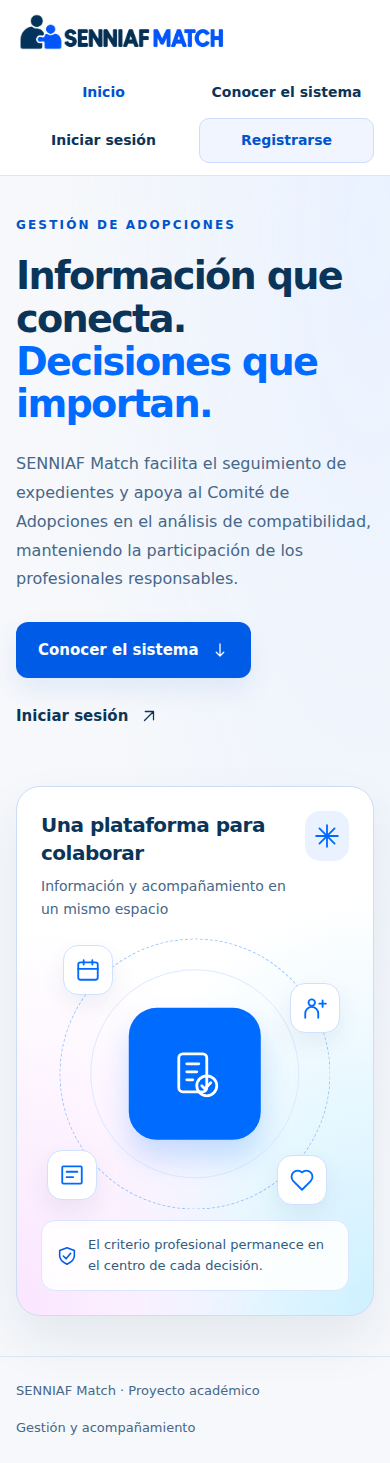 SENNIAF MATCH
Inicio
Conocer el sistema
Iniciar sesión
Registrarse
GESTIÓN DE ADOPCIONES
Información que
conecta.
Decisiones que
importan.
SENNIAF Match facilita el seguimiento de
expedientes y apoya al Comité de
Adopciones en el análisis de compatibilidad,
manteniendo la participación de los
profesionales responsables.
Conocer el sistema ↓
Iniciar sesión ↗
Una plataforma para
colaborar
Información y acompañamiento en
un mismo espacio
El criterio profesional permanece en
el centro de cada decisión.
SENNIAF Match · Proyecto académico
Gestión y acompañamiento